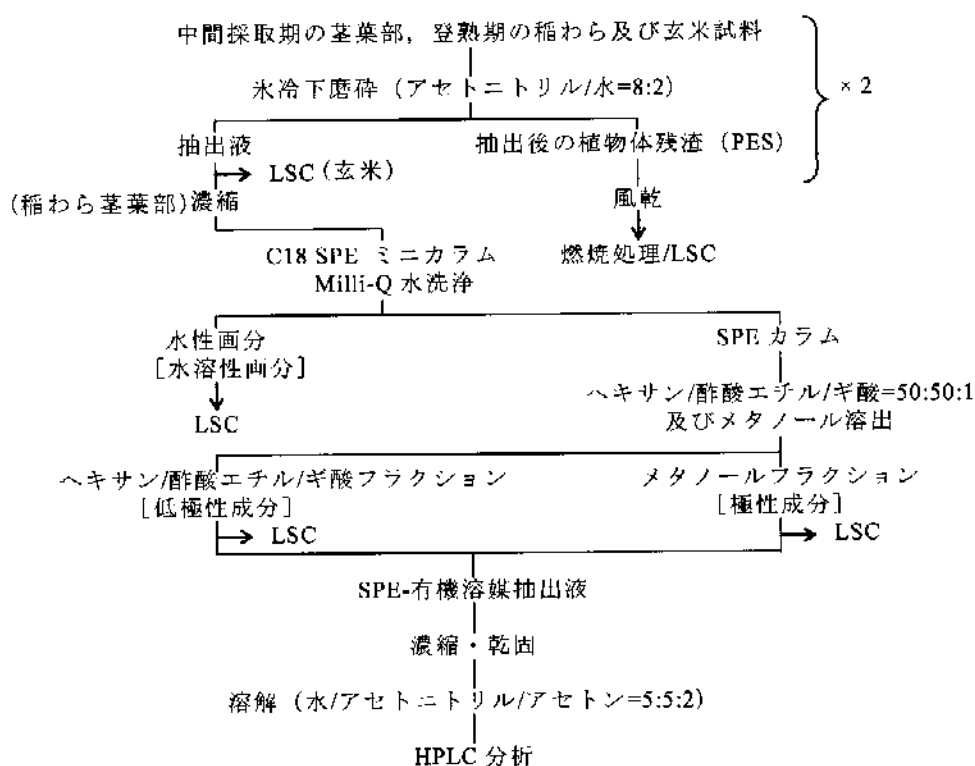 中間採取期の茎葉部，登熟期の稲わら及び玄米試料
氷冷下磨砕（アセトニトリル/水=8:2）
× 2
抽出液
抽出後の植物体残渣（PES）
LSC(玄米)
(稲わら茎葉部)濃縮
風乾
C18 SPE ミニカラム
Milli-Q 水洗浄
燃焼処理/LSC
水性画分
[水溶性画分]
SPE カラム
LSC
ヘキサン/酢酸エチル/ギ酸=50:50:1
及びメタノール溶出
ヘキサン/酢酸エチル/ギ酸フラクション
[低極性成分]
メタノールフラクション
[極性成分]
LSC
LSC
SPE-有機溶媒抽出液
濃縮・乾固
溶解（水/アセトニトリル/アセトン=5:5:2）
HPLC 分析